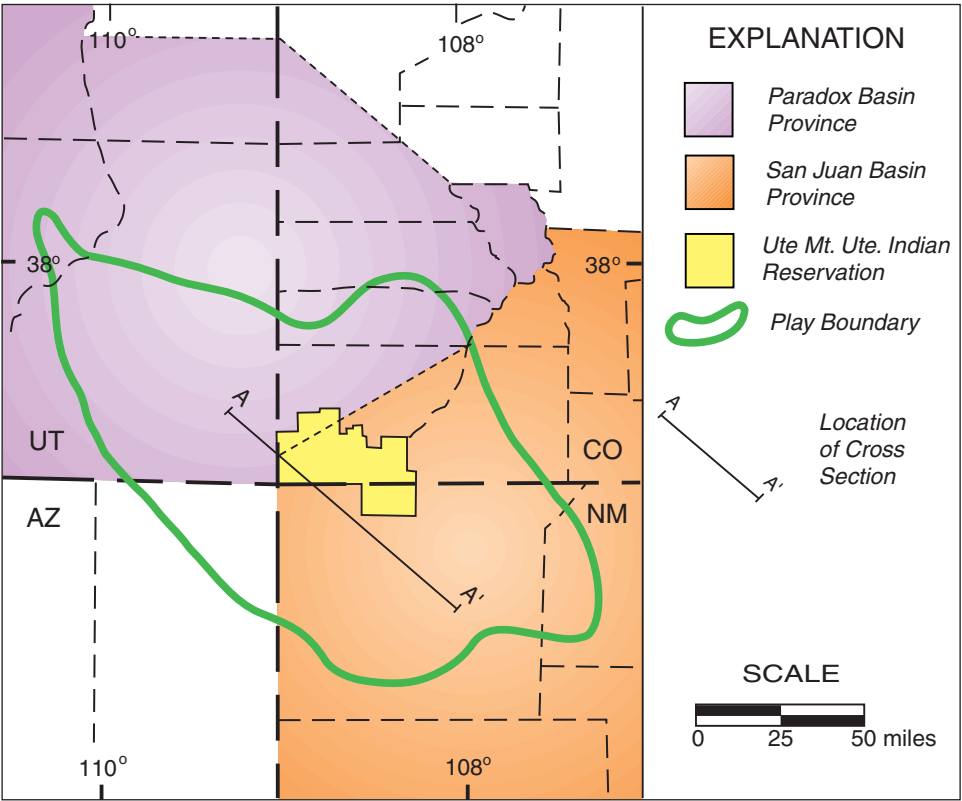 110°
108°
EXPLANATION
Paradox Basin
Province
San Juan Basin
Province
38°
38°
Ute Mt. Ute. Indian
Reservation
Play Boundary
A
A
Location
of Cross
Section
UT
CO
A'
AZ
NM
A'
SCALE
0 25 50 miles
110°
108°